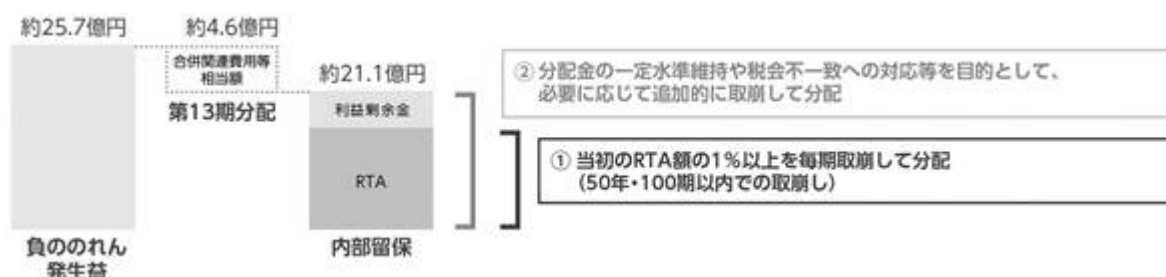 約25.7億円
約4.6億円
合併関連費用等
相当額
第13期分配
約21.1億円
利益剰余金
RTA
負ののれん
発生益
内部留保
② 分配金の一定水準維持や税会不一致への対応等を目的として、
必要に応じて追加的に取崩して分配
① 当初のRTA額の1%以上を毎期取崩して分配
(50年・100期以内での取崩し)